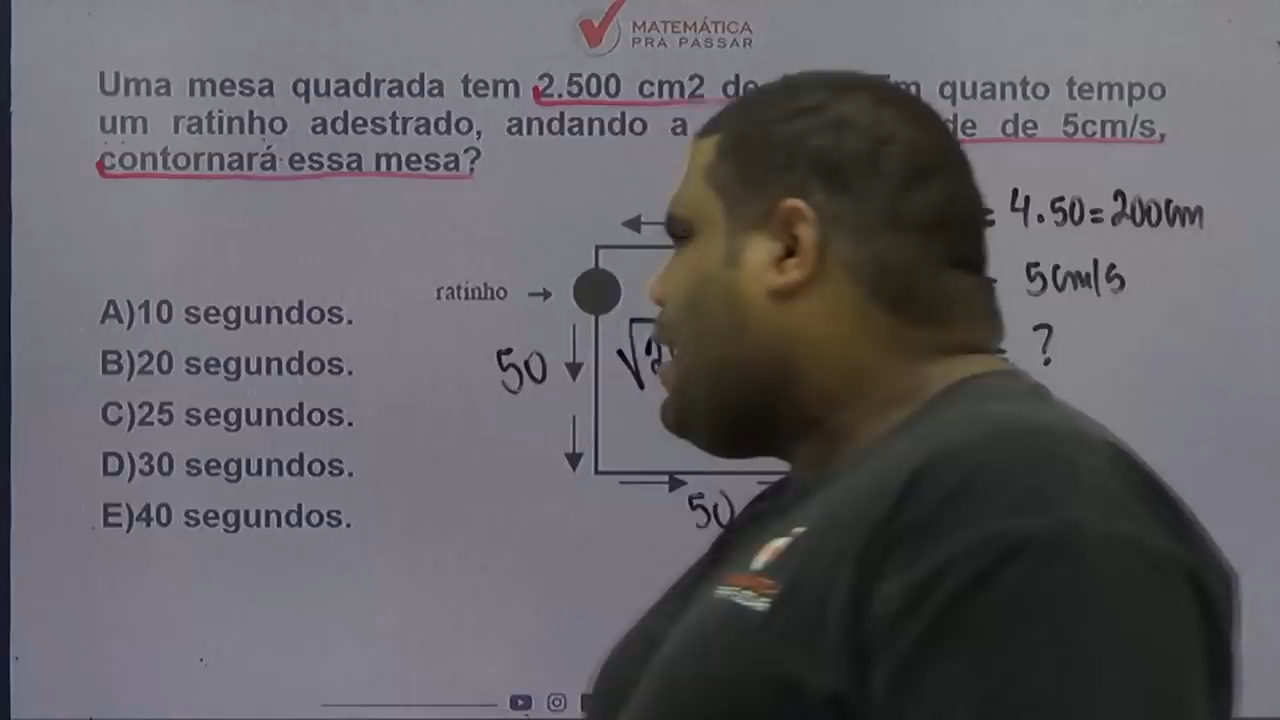 MATEMÁTICA
PRA PASSAR
Uma mesa quadrada tem 2.500 cm2 de quanto tempo
um ratinho adestrado, andando a de 5cm/s,
contornará essa mesa?
= 4.50=200cm
ratinho →
5cm/s
A)10 segundos.
?
B)20 segundos.
50
C)25 segundos.
D)30 segundos.
50
E)40 segundos.